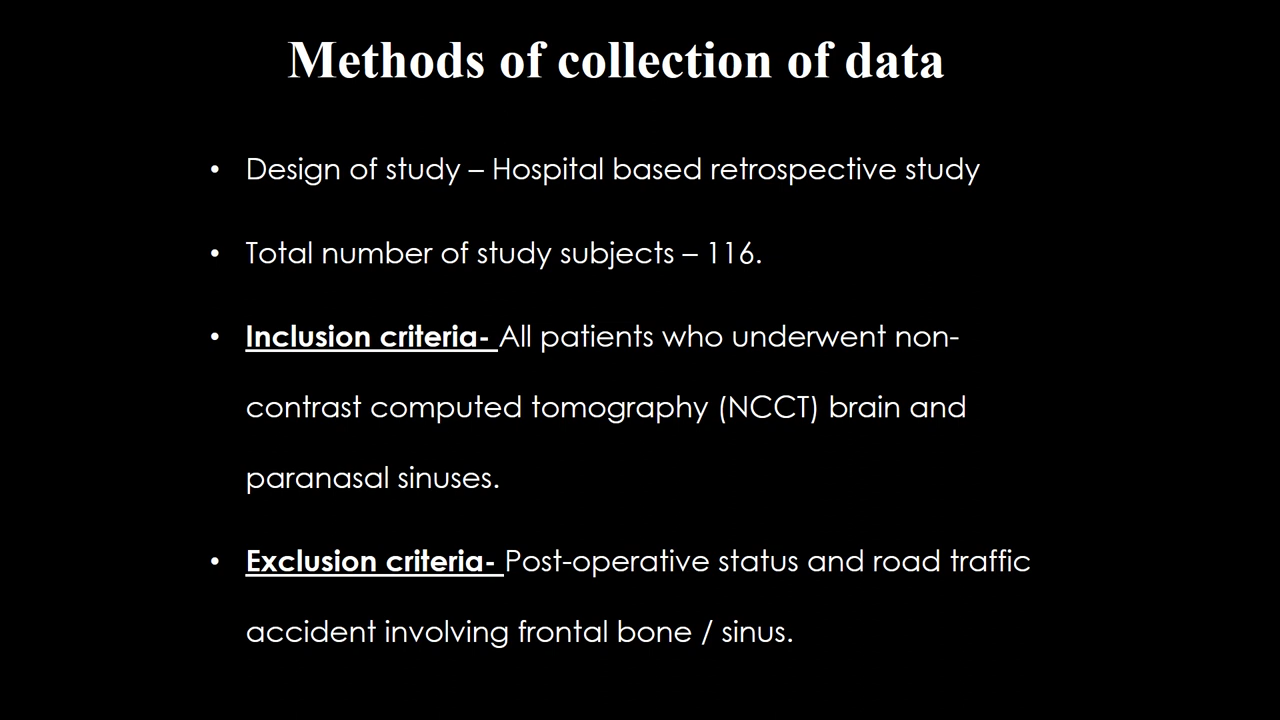 Methods of collection of data
• Design of study – Hospital based retrospective study
• Total number of study subjects – 116.
• Inclusion criteria- All patients who underwent non-
contrast computed tomography (NCCT) brain and
paranasal sinuses.
• Exclusion criteria- Post-operative status and road traffic
accident involving frontal bone / sinus.